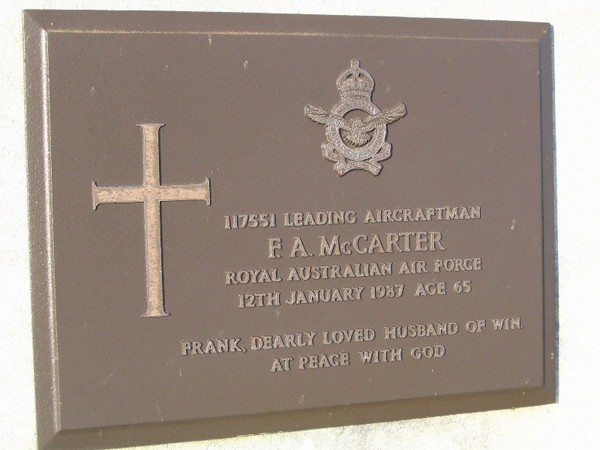 117551 LEADING AIRCRAFTMAN
F. A. McCARTER
ROYAL AUSTRALIAN AIR FORCE
12TH JANUARY 1987 AGE 65
FRANK, DEARLY LOVED HUSBAND OF WIN.
AT PEACE WITH GOD